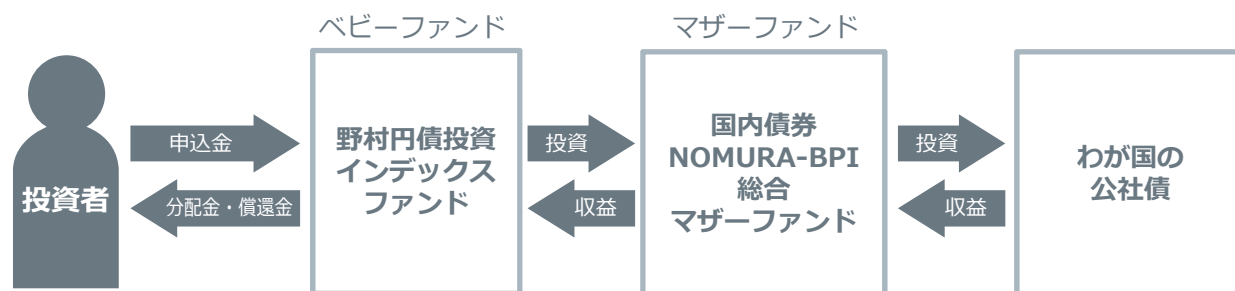 ベビーファンド
マザーファンド
投資者
申込金
分配金・償還金
野村円債投資
インデックス
ファンド
投資
収益
国内債券
NOMURA-BPI
総合
マザーファンド
投資
収益
わが国の
公社債